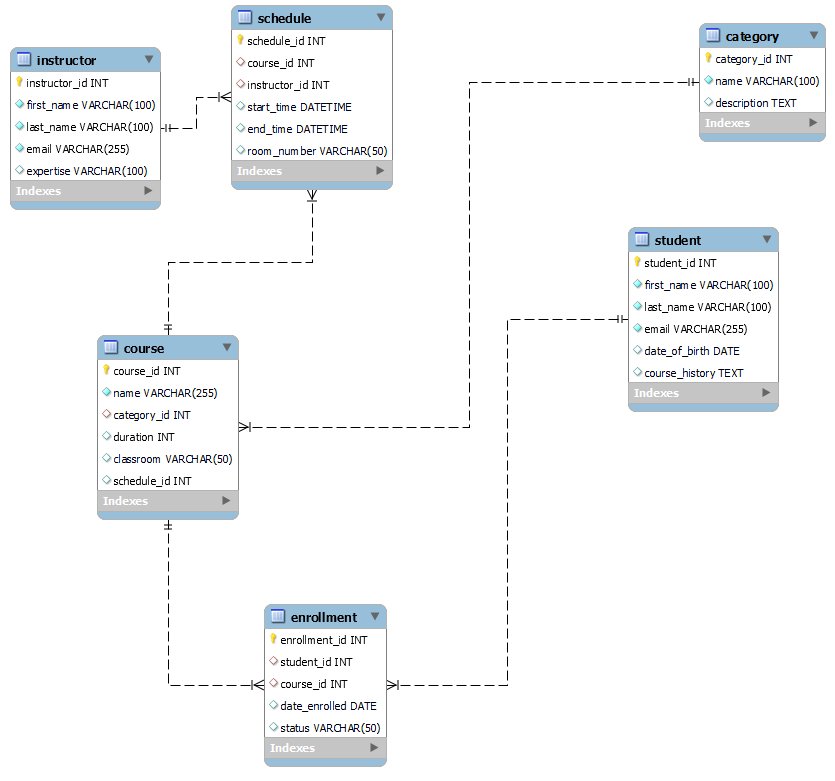 instructor
instructor_id INT
first_name VARCHAR(100)
last_name VARCHAR(100)
email VARCHAR(255)
expertise VARCHAR(100)
Indexes
schedule
schedule_id INT
course_id INT
instructor_id INT
start_time DATETIME
end_time DATETIME
room_number VARCHAR(50)
Indexes
category
category_id INT
name VARCHAR(100)
description TEXT
Indexes
student
student_id INT
first_name VARCHAR(100)
last_name VARCHAR(100)
email VARCHAR(255)
date_of_birth DATE
course_history TEXT
Indexes
course
course_id INT
name VARCHAR(255)
category_id INT
duration INT
classroom VARCHAR(50)
schedule_id INT
Indexes
enrollment
enrollment_id INT
student_id INT
course_id INT
date_enrolled DATE
status VARCHAR(50)
Indexes